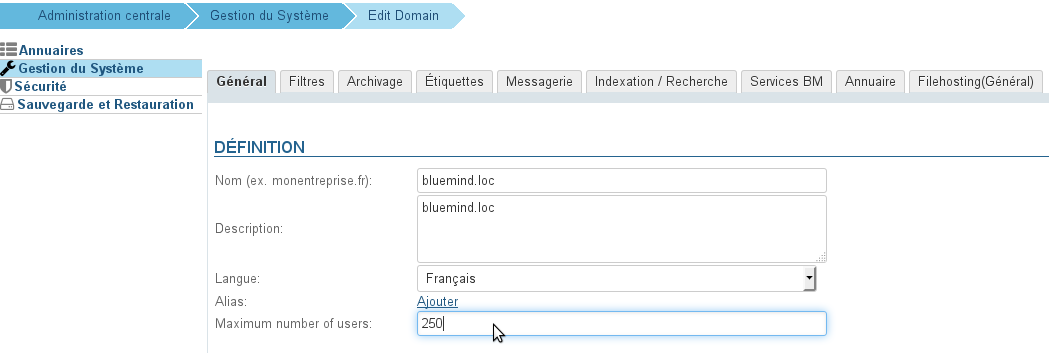 Administration centrale Gestion du Système Edit Domain
Annuaires
Gestion du Système
Sécurité
Sauvegarde et Restauration
Général Filtres Archivage Étiquettes Messagerie Indexation / Recherche Services BM Annuaire Filehosting(Général)
DÉFINITION
Nom (ex. monentreprise.fr): bluemind.loc
Description: bluemind.loc
Langue: Français
Alias: Ajouter
Maximum number of users: 250